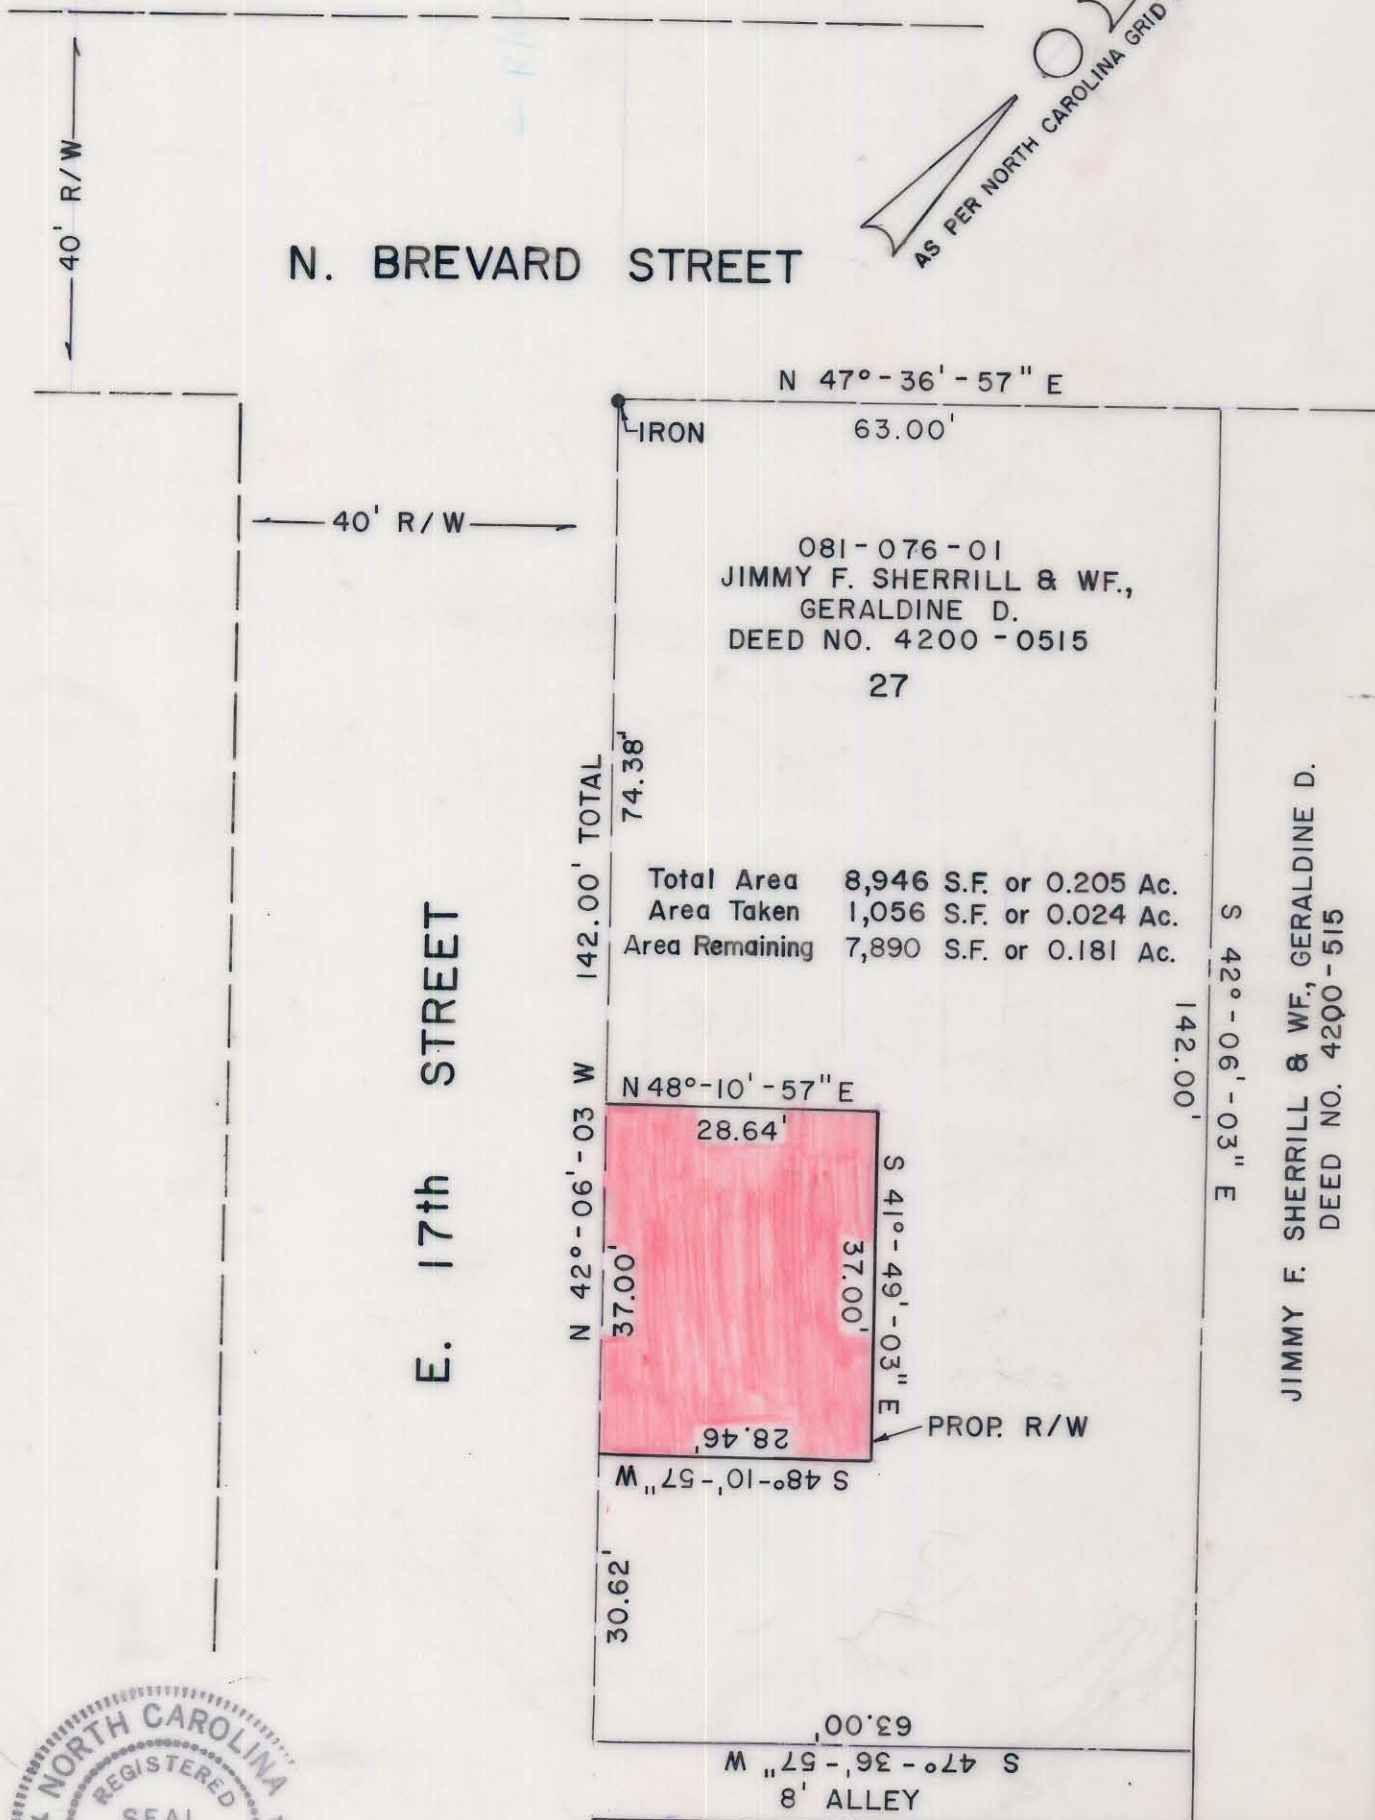 40' R/W
AS PER NORTH CAROLINA GRID
N. BREVARD STREET
N 47°-36'-57" E
63.00'
IRON
40' R/W
081-076-01
JIMMY F. SHERRILL & WF.,
GERALDINE D.
DEED NO. 4200-0515
27
142.00' TOTAL
74.38'
Total Area 8,946 S.F. or 0.205 Ac.
Area Taken 1,056 S.F. or 0.024 Ac.
Area Remaining 7,890 S.F. or 0.181 Ac.
S 42°-06'-03" E
142.00'
JIMMY F. SHERRILL & WF., GERALDINE D.
DEED NO. 4200-515
E. 17th STREET
N 42°-06'-03 W
N 48°-10'-57" E
28.64'
37.00'
37.00'
S 41°-49'-03" E
28.46'
S 48°-10'-57" W
PROP. R/W
30.62'
63.00'
S 47°-36'-57" W
8' ALLEY
NORTH CAROLINA
REGISTERED
SEAL